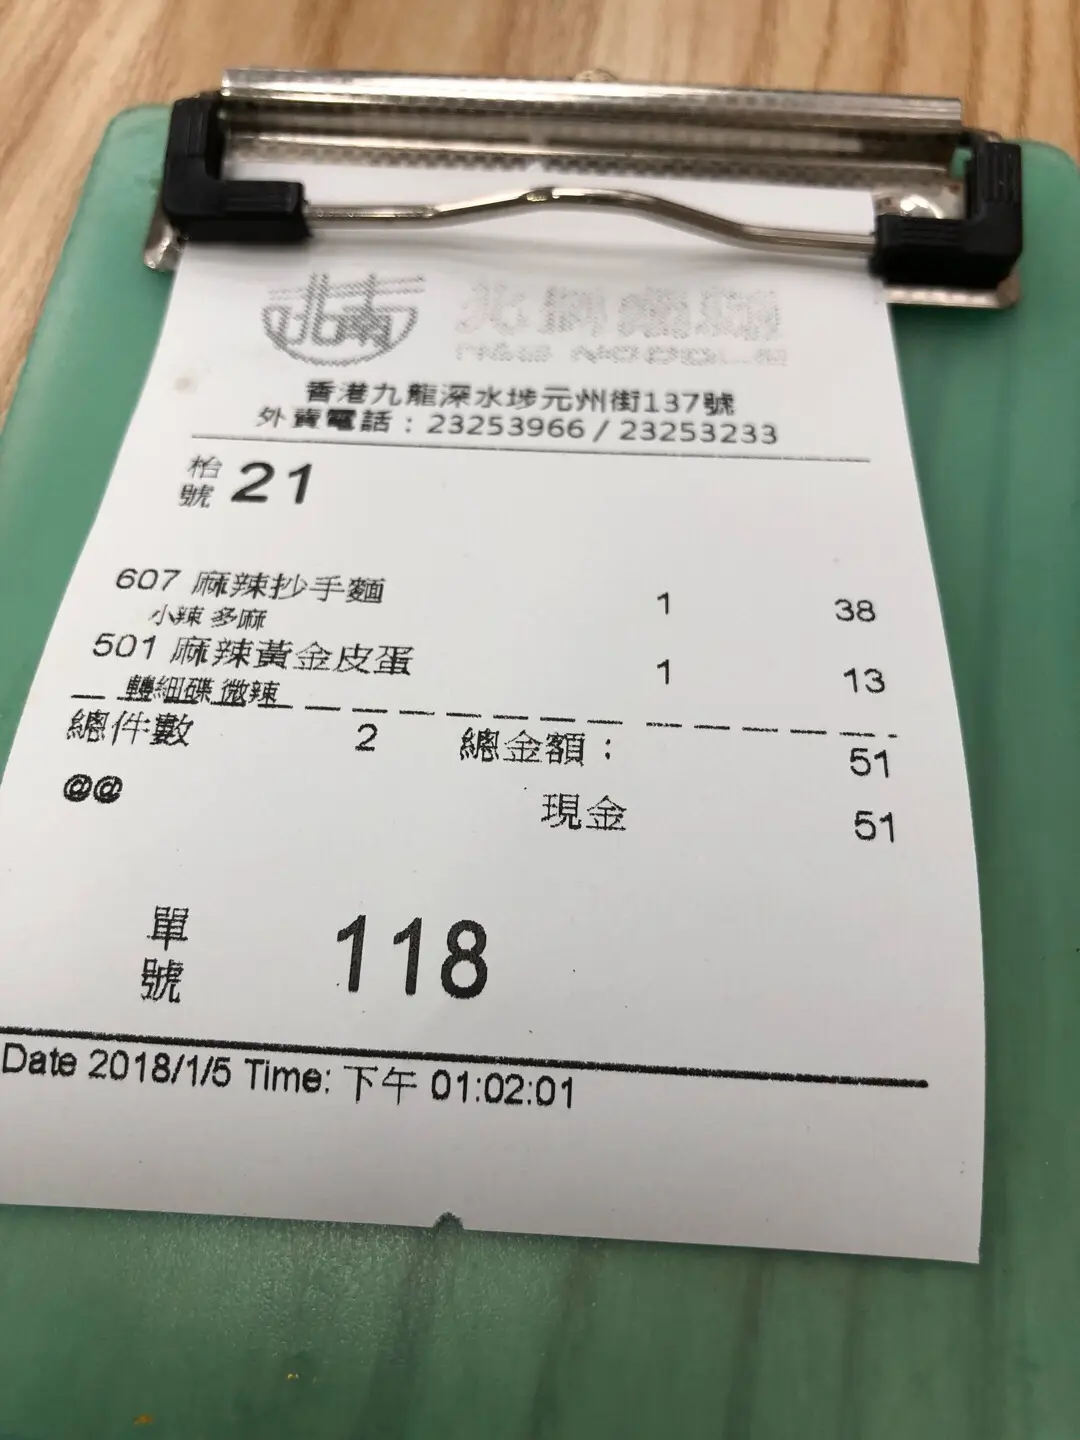 北南
香港九龍深水埗元州街137號
外賣電話：23253966 / 23253233
枱號 21
607 麻辣抄手麵 1 38
小辣 多麻
501 麻辣黃金皮蛋 1 13
轉細碟 微辣
總件數 2 總金額： 51
@@ 現金 51
單號 118
Date 2018/1/5 Time: 下午 01:02:01